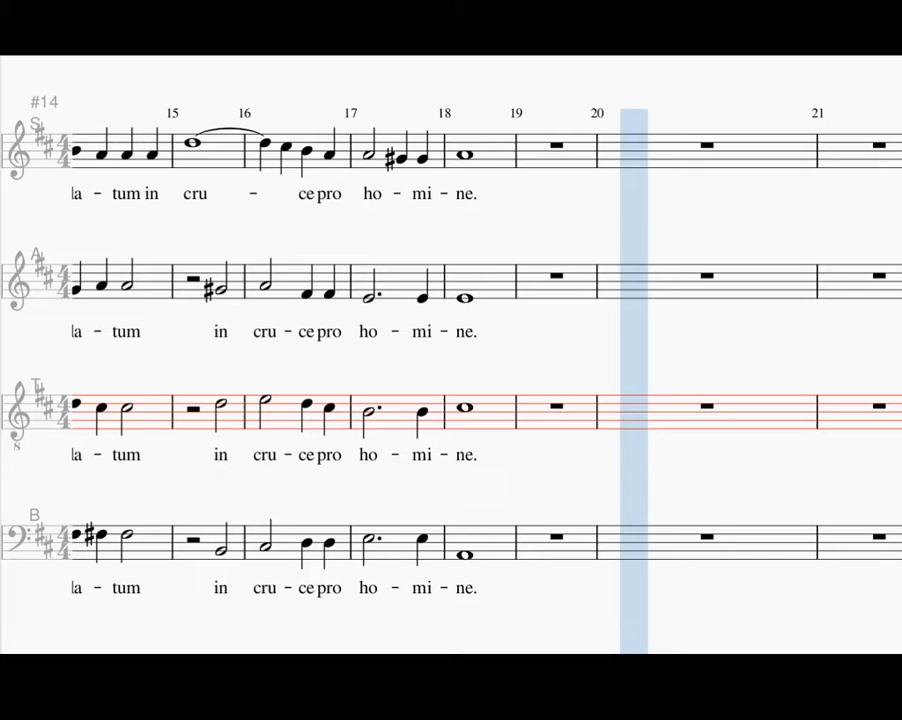 #14
15 16 17 18 19 20 21
S
la - tum in cru - ce pro ho - mi - ne.
A
la - tum in cru - ce pro ho - mi - ne.
T
8
la - tum in cru - ce pro ho - mi - ne.
B
la - tum in cru - ce pro ho - mi - ne.